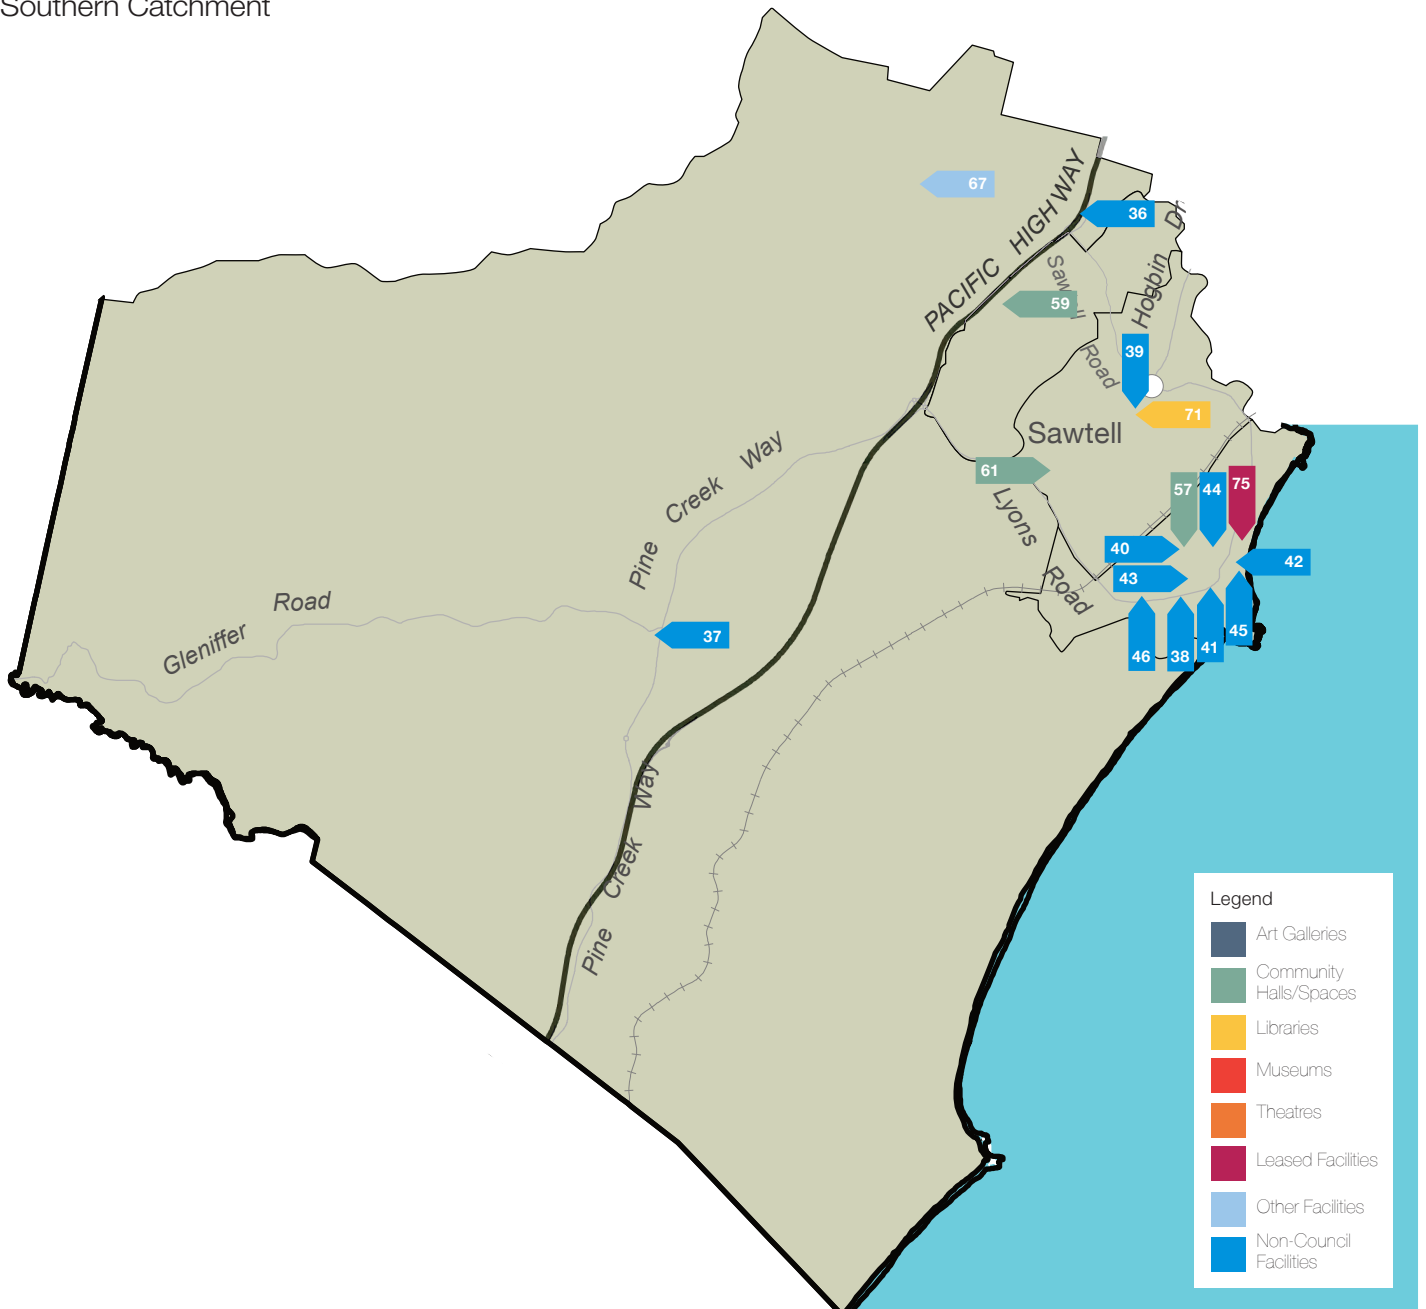 Southern Catchment
67
PACIFIC HIGHWAY
36
Hogbin Dr
59
Sawtell Road
39
71
Sawtell
61
Lyons Road
57
44
75
40
42
43
46
38
41
45
Pine Creek Way
Gleniffer Road
37
Pine Creek Way
Legend
Art Galleries
Community
Halls/Spaces
Libraries
Museums
Theatres
Leased Facilities
Other Facilities
Non-Council
Facilities